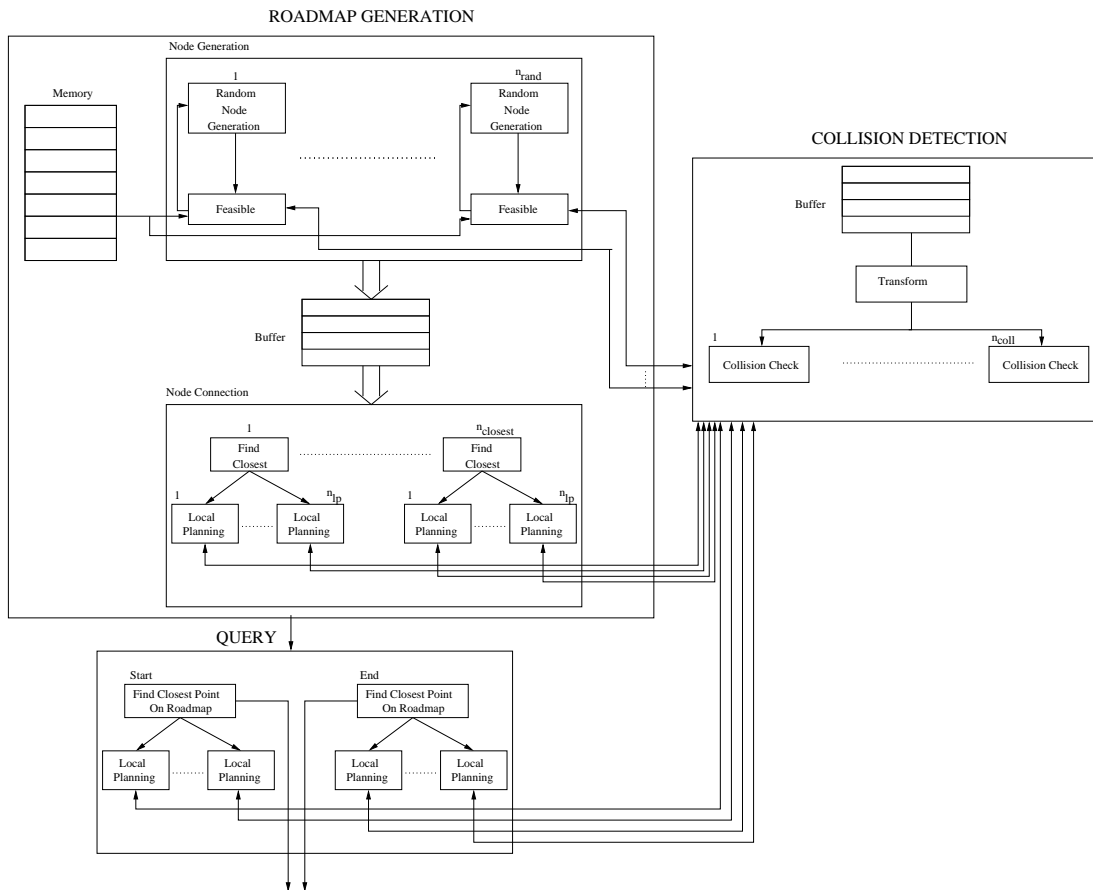 ROADMAP GENERATION
Node Generation
Memory
1
Random
Node
Generation
n_rand
Random
Node
Generation
Feasible
Feasible
Buffer
Node Connection
1
Find
Closest
n_closest
Find
Closest
1
Local
Planning
n_lp
Local
Planning
1
Local
Planning
n_lp
Local
Planning
COLLISION DETECTION
Buffer
Transform
1
Collision Check
n_coll
Collision Check
QUERY
Start
Find Closest Point
On Roadmap
End
Find Closest Point
On Roadmap
Local
Planning
Local
Planning
Local
Planning
Local
Planning